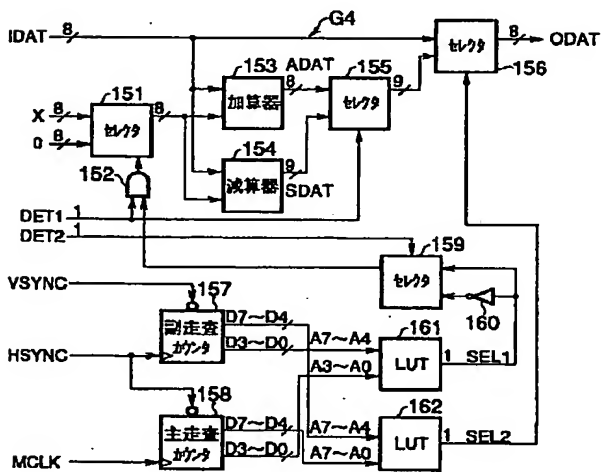 IDAT 8 G4 8 ODAT
セレクタ 156
153 ADAT 155
加算器 8 セレクタ 9
151
X 8 セレクタ 8
0 8
154
減算器 9 SDAT
152
DET1 1
DET2 1
159
セレクタ
VSYNC
157
副走査カウンタ
D7~D4
D3~D0
160
A7~A4
A3~A0
161
LUT 1 SEL1
HSYNC
158
主走査カウンタ
D7~D4
D3~D0
A7~A4
A7~A0
162
LUT 1 SEL2
MCLK